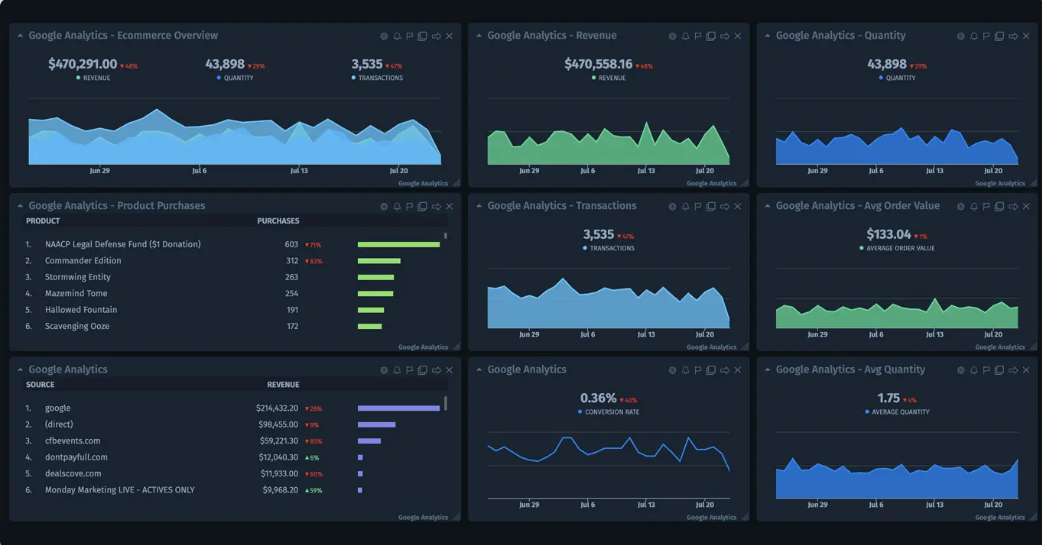 Google Analytics - Ecommerce Overview
$470,291.00 ▼48%
REVENUE
43,898 ▼29%
QUANTITY
3,535 ▼47%
TRANSACTIONS
Jun 29 Jul 6 Jul 13 Jul 20
Google Analytics
Google Analytics - Revenue
$470,558.16 ▼48%
REVENUE
Jun 29 Jul 6 Jul 13 Jul 20
Google Analytics
Google Analytics - Quantity
43,898 ▼29%
QUANTITY
Jun 29 Jul 6 Jul 13 Jul 20
Google Analytics
Google Analytics - Product Purchases
PRODUCT PURCHASES
1. NAACP Legal Defense Fund ($1 Donation) 603 ▼71%
2. Commander Edition 312 ▼83%
3. Stormwing Entity 263
4. Mazemind Tome 254
5. Hallowed Fountain 191
6. Scavenging Ooze 172
Google Analytics
Google Analytics - Transactions
3,535 ▼47%
TRANSACTIONS
Jun 29 Jul 6 Jul 13 Jul 20
Google Analytics
Google Analytics - Avg Order Value
$133.04 ▼1%
AVERAGE ORDER VALUE
Jun 29 Jul 6 Jul 13 Jul 20
Google Analytics
Google Analytics
SOURCE REVENUE
1. google $214,432.20 ▼26%
2. (direct) $98,455.00 ▼9%
3. cfbevents.com $59,221.30 ▼85%
4. dontpayfull.com $12,040.30 ▲6%
5. dealscove.com $11,933.00 ▼60%
6. Monday Marketing LIVE - ACTIVES ONLY $9,968.20 ▲59%
Google Analytics
Google Analytics
0.36% ▼40%
CONVERSION RATE
Jun 29 Jul 6 Jul 13 Jul 20
Google Analytics
Google Analytics - Avg Quantity
1.75 ▼4%
AVERAGE QUANTITY
Jun 29 Jul 6 Jul 13 Jul 20
Google Analytics